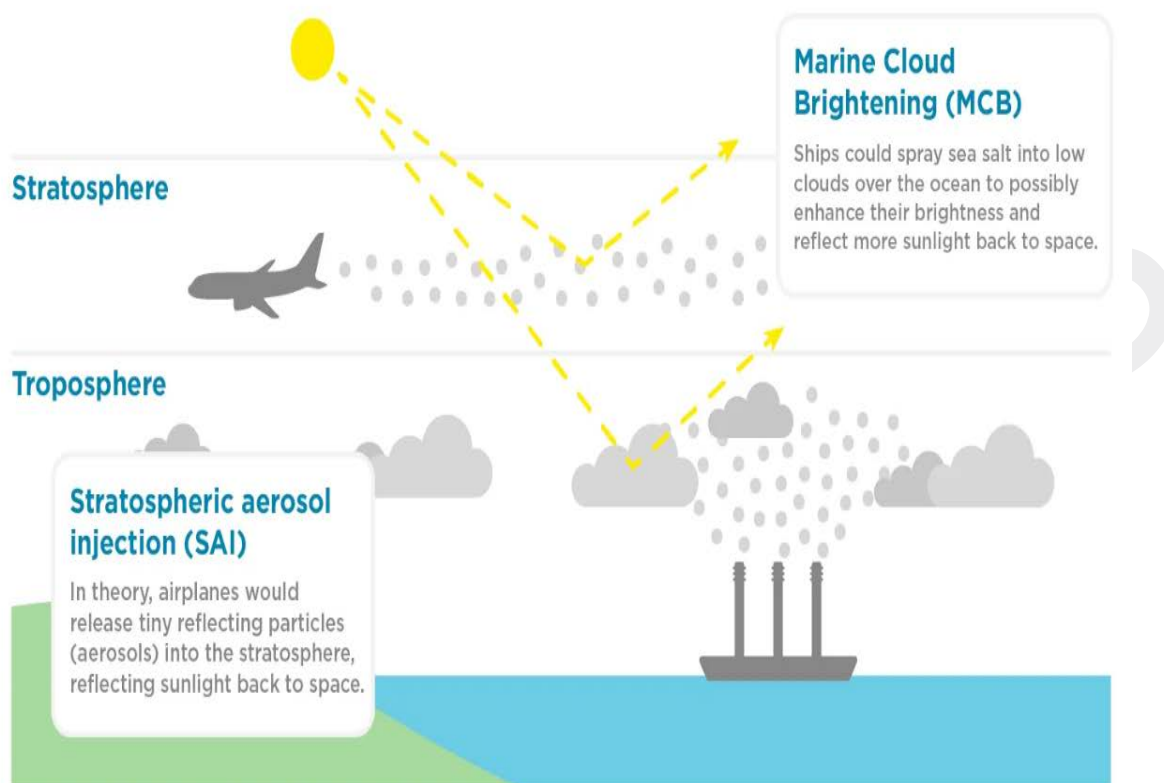 Marine Cloud
Brightening (MCB)
Ships could spray sea salt into low
clouds over the ocean to possibly
enhance their brightness and
reflect more sunlight back to space.
Stratosphere
Troposphere
Stratospheric aerosol
injection (SAI)
In theory, airplanes would
release tiny reflecting particles
(aerosols) into the stratosphere,
reflecting sunlight back to space.